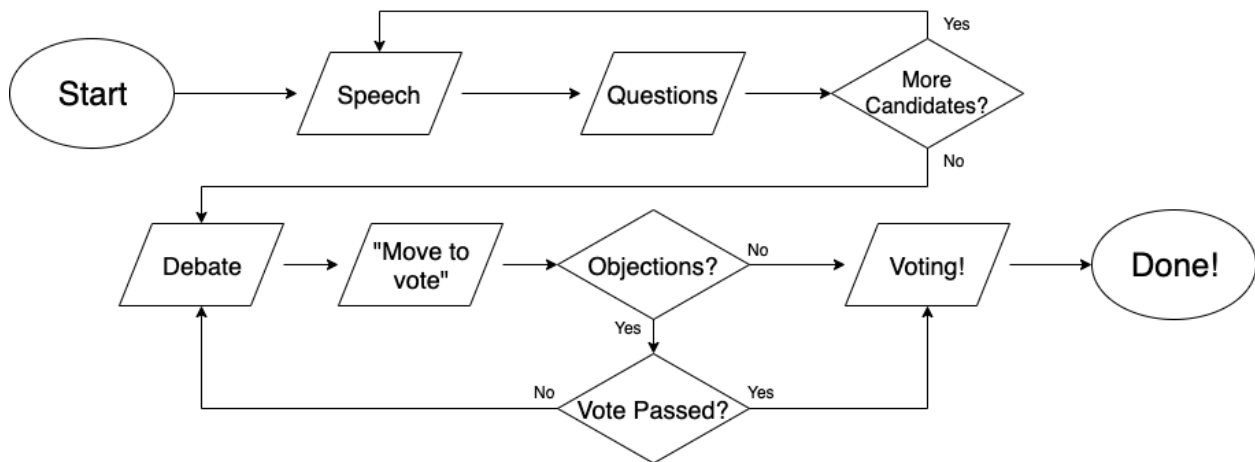 Yes
Start
Speech
Questions
More
Candidates?
No
Debate
"Move to
vote"
Objections?
No
Voting!
Done!
Yes
No
Vote Passed?
Yes